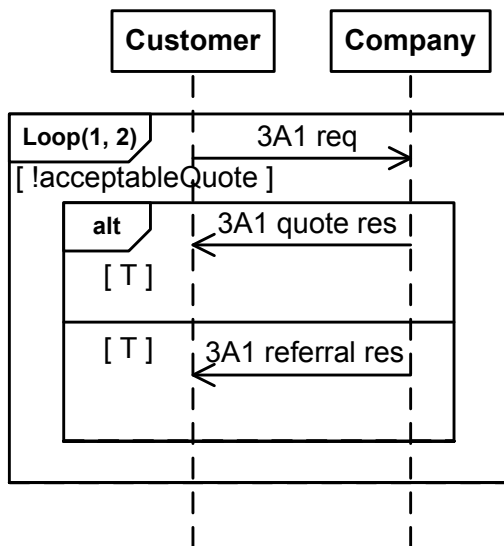 Customer Company
Loop(1, 2) 3A1 req
[ !acceptableQuote ]
alt 3A1 quote res
[ T ]
[ T ] 3A1 referral res